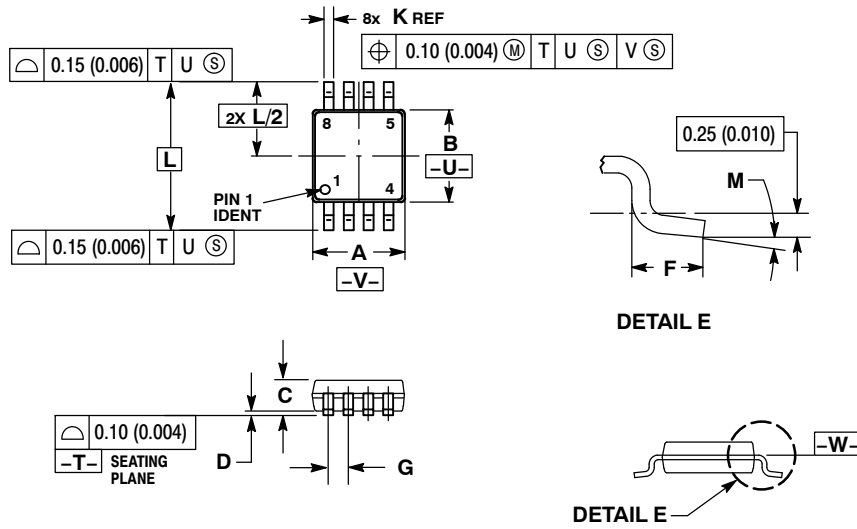 8x K REF
⌖ 0.10 (0.004) Ⓜ T U Ⓢ V Ⓢ
⌓ 0.15 (0.006) T U Ⓢ
2X L/2
L
8 5
B
–U–
PIN 1
IDENT
1 4
⌓ 0.15 (0.006) T U Ⓢ
A
–V–
0.25 (0.010)
M
F
DETAIL E
C
⌓ 0.10 (0.004)
–T– SEATING
PLANE
D
G
–W–
DETAIL E